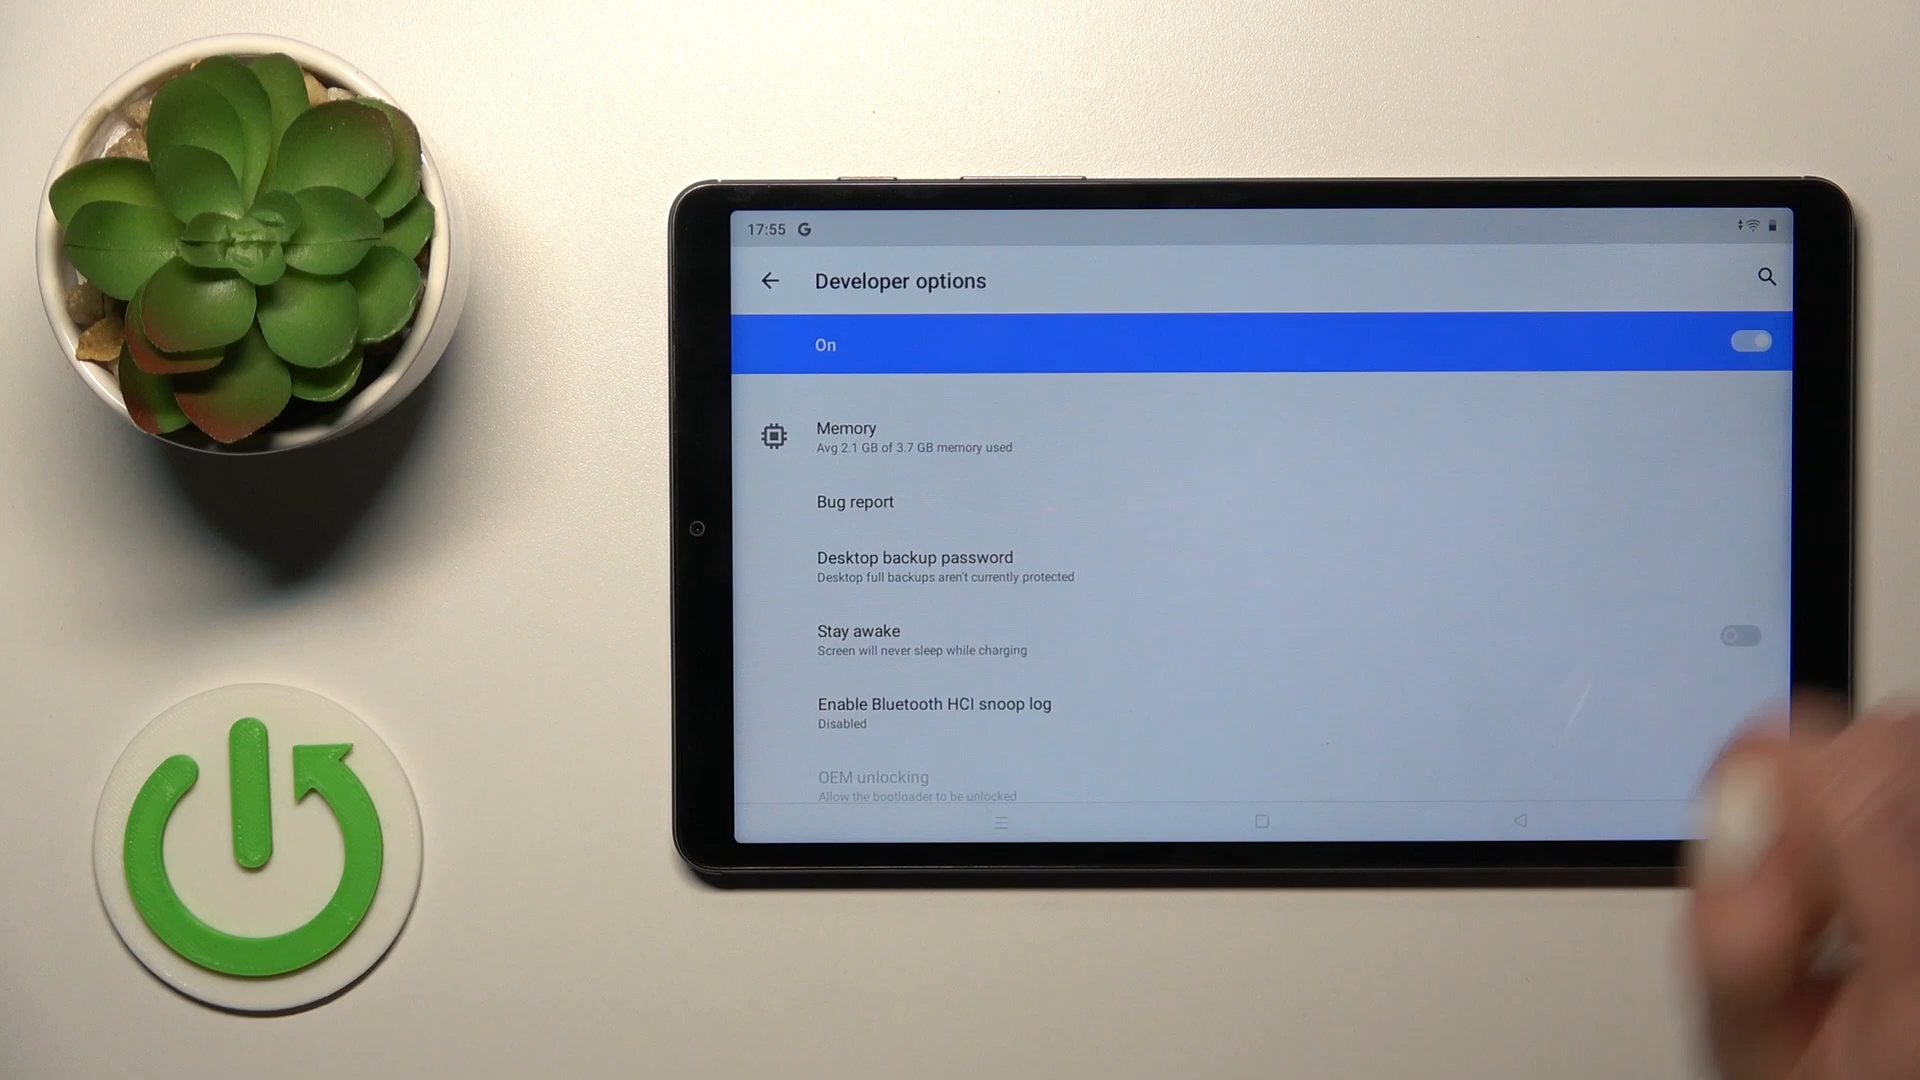 17:55 G
Developer options
On
Memory
Avg 2.1 GB of 3.7 GB memory used
Bug report
Desktop backup password
Desktop full backups aren't currently protected
Stay awake
Screen will never sleep while charging
Enable Bluetooth HCI snoop log
Disabled
OEM unlocking
Allow the bootloader to be unlocked